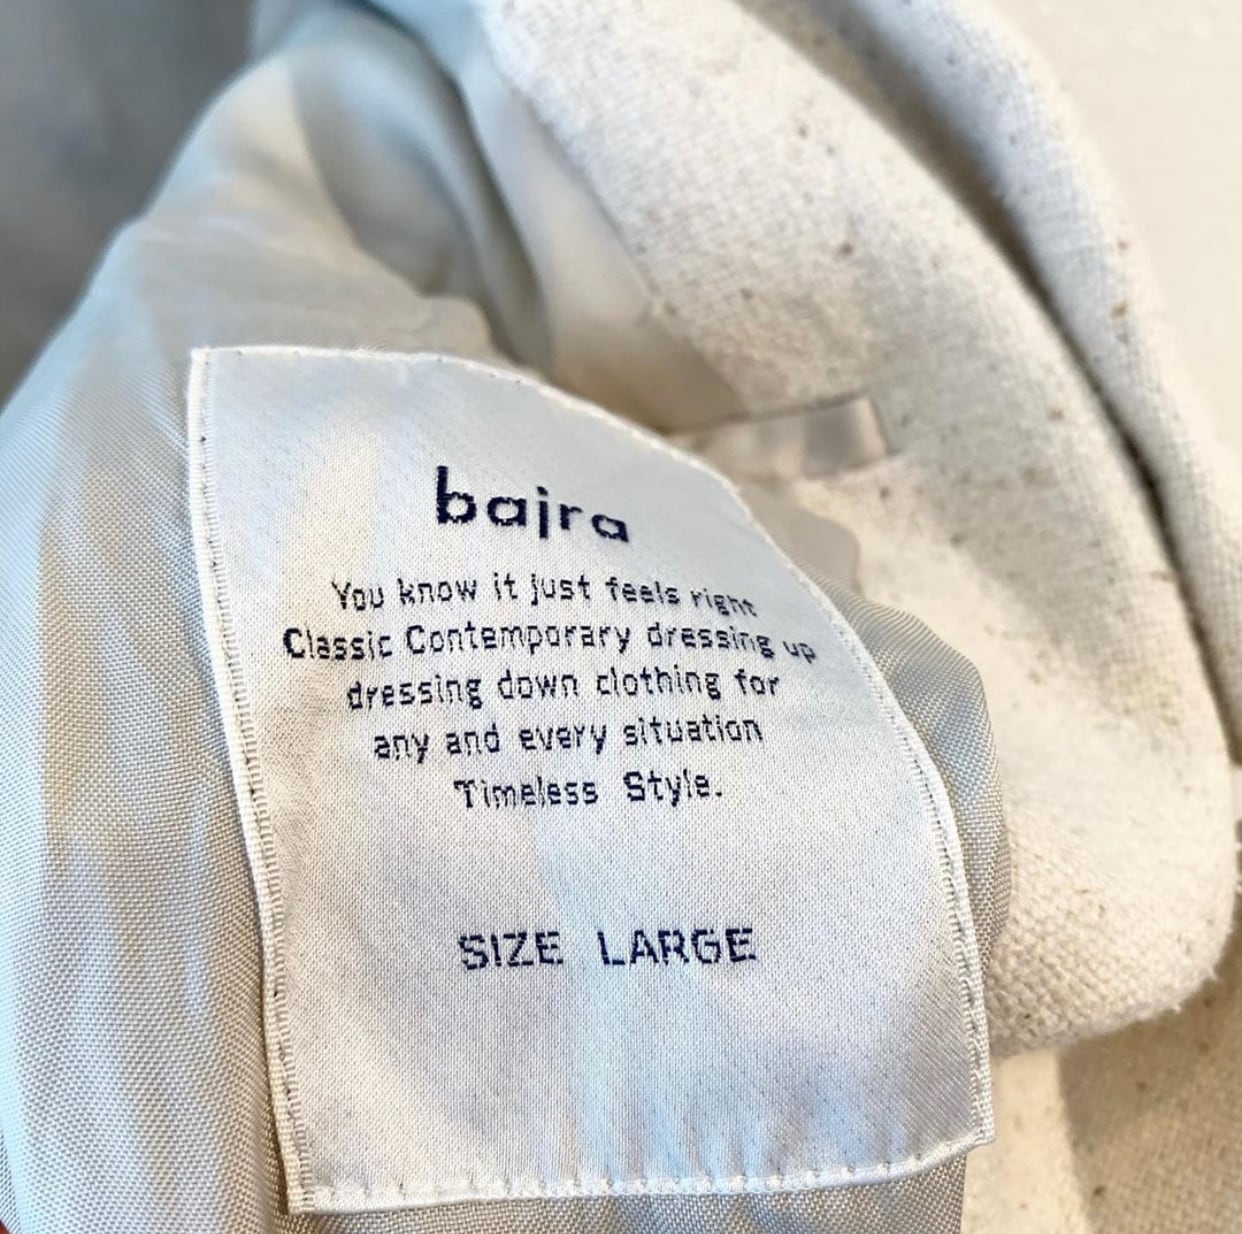 bajra
You know it just feels right
Classic Contemporary dressing up
dressing down clothing for
any and every situation
Timeless Style.
SIZE LARGE